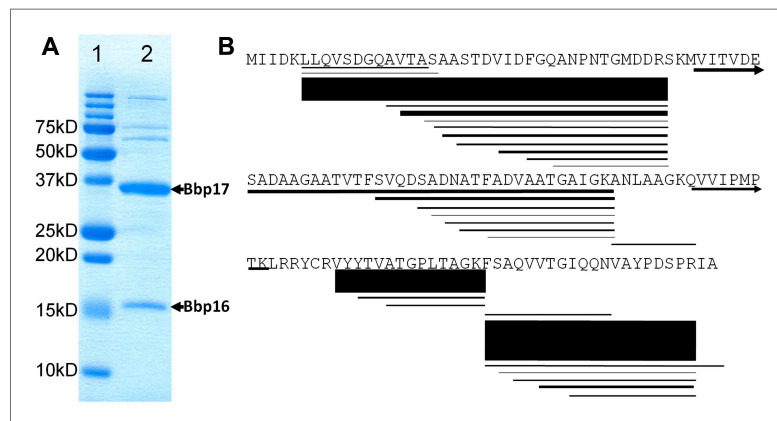 A
B
1 2
75kD
50kD
37kD
25kD
20kD
15kD
10kD
Bbp17
Bbp16
MIIDKLLQVSDGQAVTASAASTDVIDFGQANPNTGMDDRSKMVITVDE
SADAAGAATVTFSVQDSADNATFADVAATGAIGKANLAAGKQVVIPMP
TKLRRYCRVYYTVATGPLTAGKFSAQVVTGIQQNVAYPDSPRIA